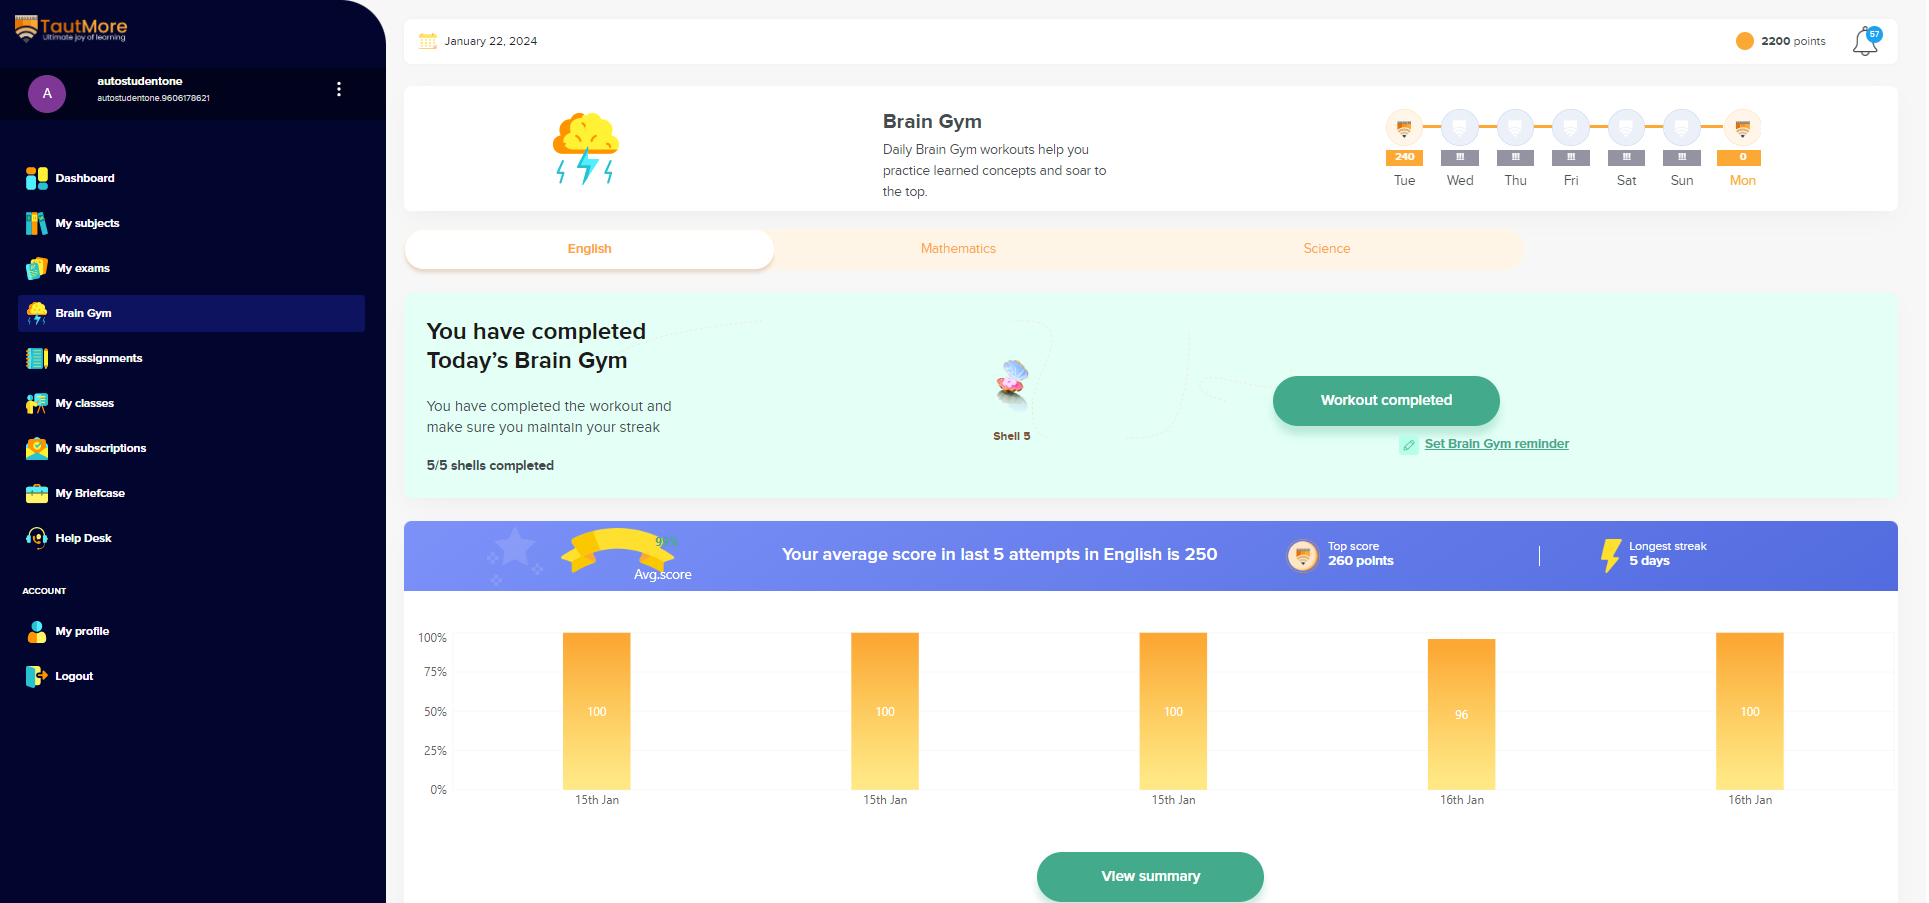 TautMore
Ultimate joy of learning
A
autostudentone
autostudentone.9606178621
Dashboard
My subjects
My exams
Brain Gym
My assignments
My classes
My subscriptions
My Briefcase
Help Desk
ACCOUNT
My profile
Logout
January 22, 2024
2200 points
57
Brain Gym
Daily Brain Gym workouts help you
practice learned concepts and soar to
the top.
240 !!! !!! !!! !!! !!! 0
Tue Wed Thu Fri Sat Sun Mon
English Mathematics Science
You have completed
Today's Brain Gym
You have completed the workout and
make sure you maintain your streak
5/5 shells completed
Shell 5
Workout completed
Set Brain Gym reminder
Avg.score
Your average score in last 5 attempts in English is 250
Top score
260 points
Longest streak
5 days
100%
75%
50%
25%
0%
100 100 100 96 100
15th Jan 15th Jan 15th Jan 16th Jan 16th Jan
View summary